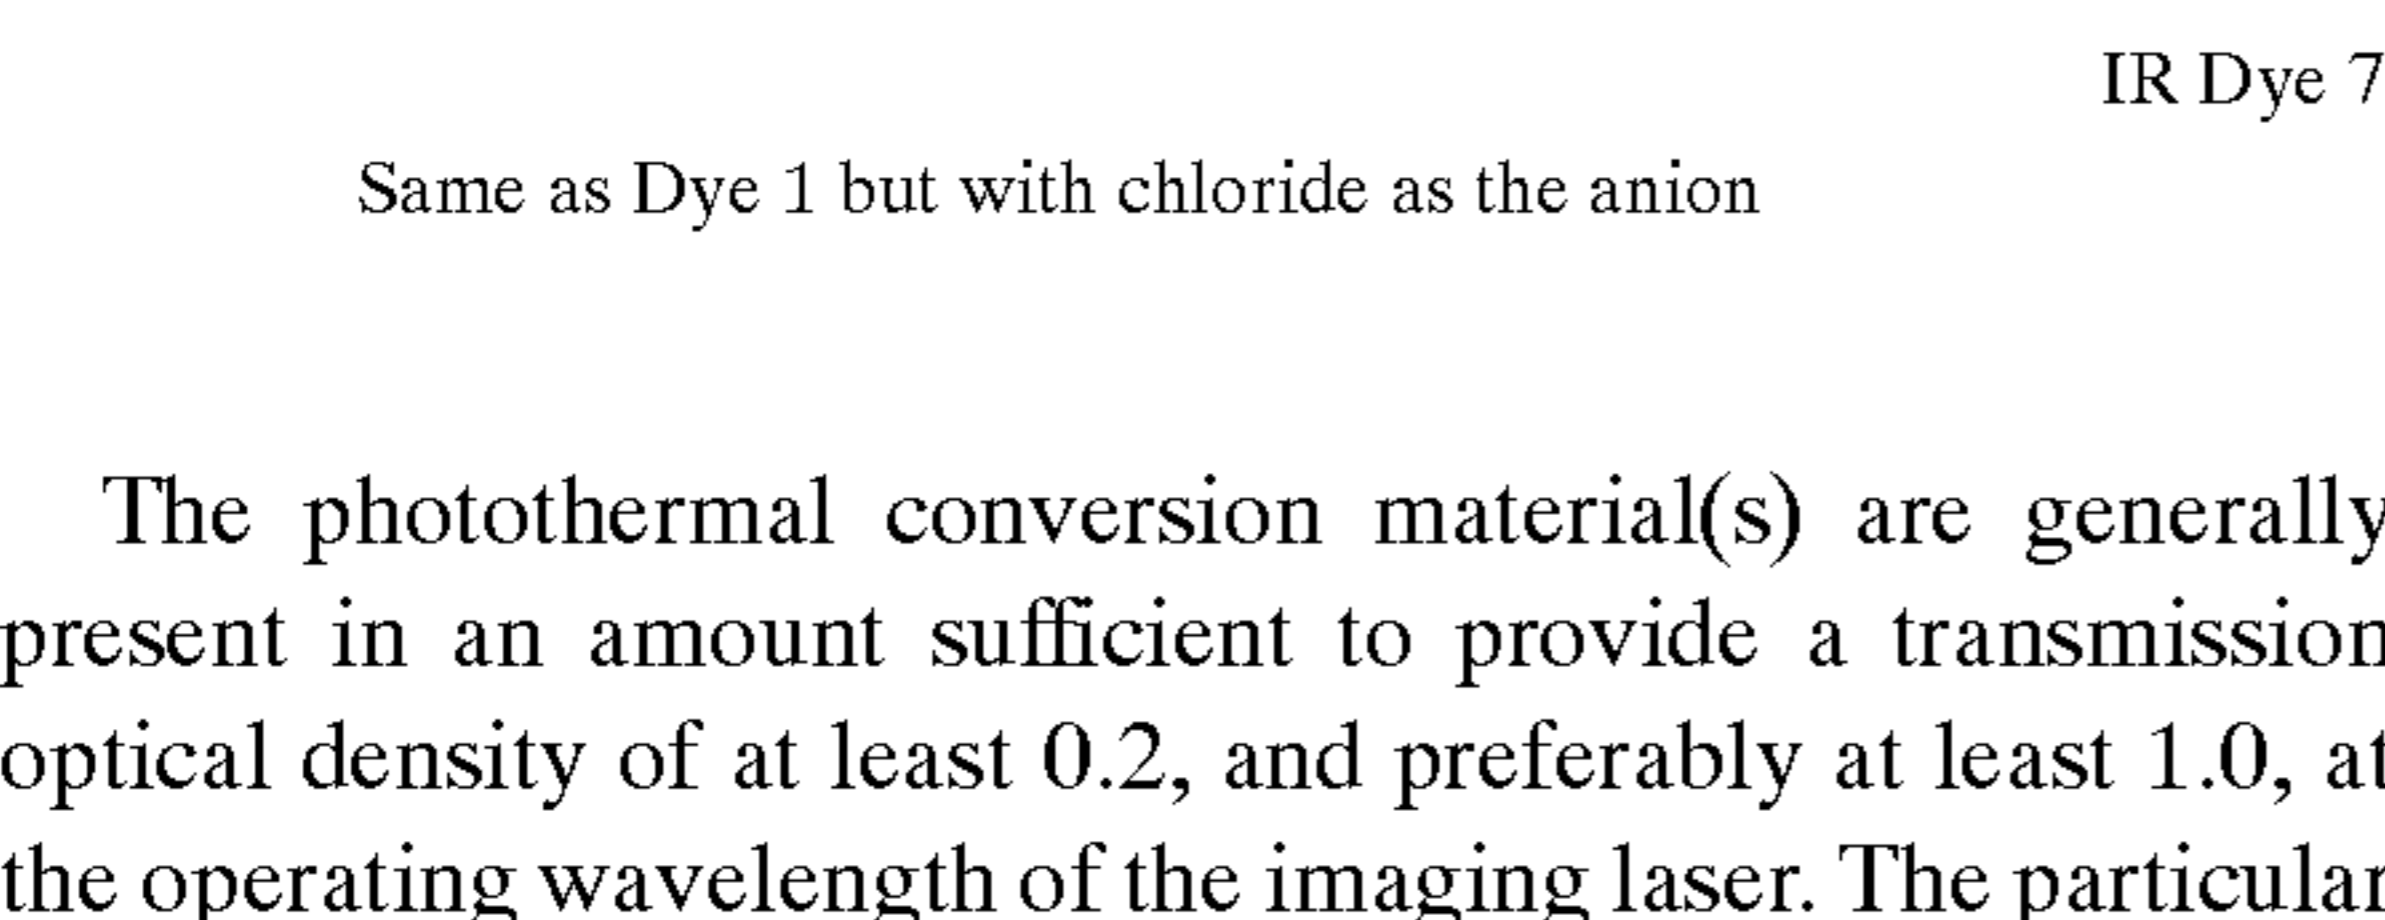 IR Dye 7
Same as Dye 1 but with chloride as the anion
The photothermal conversion material(s) are generally
present in an amount sufficient to provide a transmission
optical density of at least 0.2, and preferably at least 1.0, at
the operating wavelength of the imaging laser. The particular